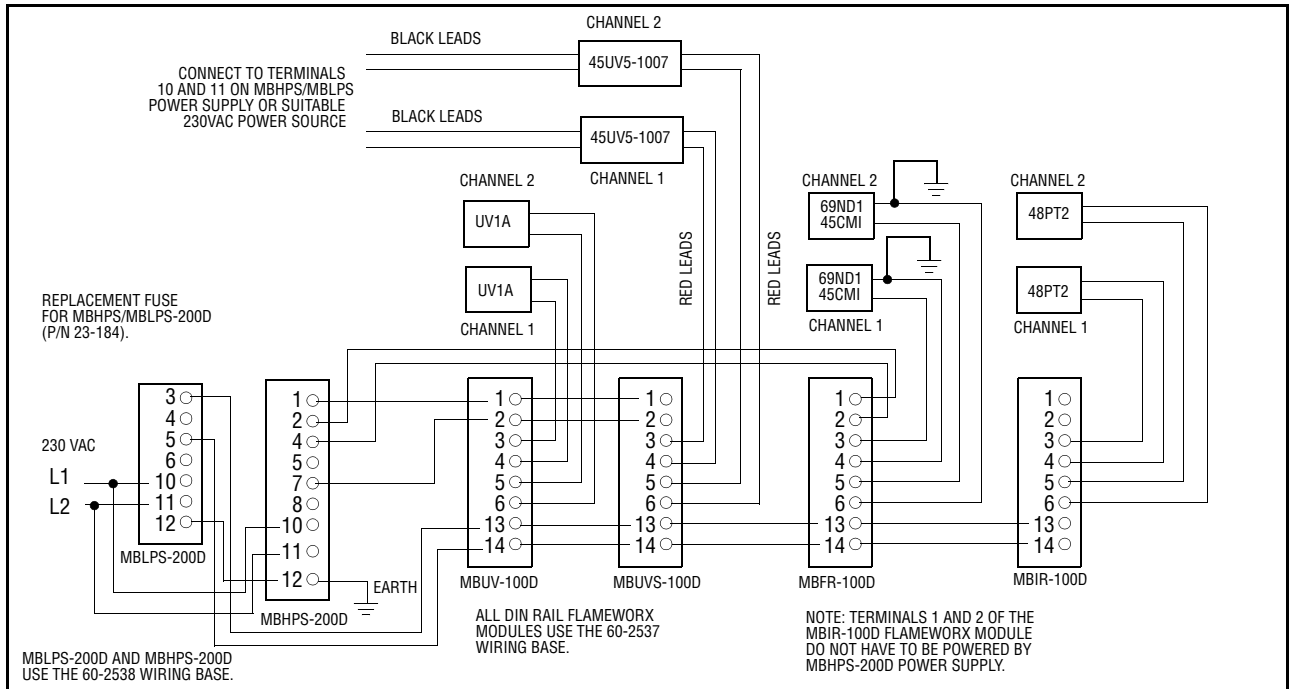 CHANNEL 2
BLACK LEADS
45UV5-1007
CONNECT TO TERMINALS
10 AND 11 ON MBHPS/MBLPS
POWER SUPPLY OR SUITABLE
230VAC POWER SOURCE
BLACK LEADS
45UV5-1007
CHANNEL 1
CHANNEL 2
UV1A
UV1A
CHANNEL 1
RED LEADS
RED LEADS
CHANNEL 2
69ND1
45CMI
69ND1
45CMI
CHANNEL 1
CHANNEL 2
48PT2
48PT2
CHANNEL 1
REPLACEMENT FUSE
FOR MBHPS/MBLPS-200D
(P/N 23-184).
230 VAC
L1
L2
3
4
5
6
10
11
12
MBLPS-200D
1
2
4
5
7
8
10
11
12
EARTH
MBHPS-200D
1
2
3
4
5
6
13
14
MBUV-100D
1
2
3
4
5
6
13
14
MBUVS-100D
1
2
3
4
5
6
13
14
MBFR-100D
1
2
3
4
5
6
13
14
MBIR-100D
MBLPS-200D AND MBHPS-200D
USE THE 60-2538 WIRING BASE.
ALL DIN RAIL FLAMEWORX
MODULES USE THE 60-2537
WIRING BASE.
NOTE: TERMINALS 1 AND 2 OF THE
MBIR-100D FLAMEWORX MODULE
DO NOT HAVE TO BE POWERED BY
MBHPS-200D POWER SUPPLY.